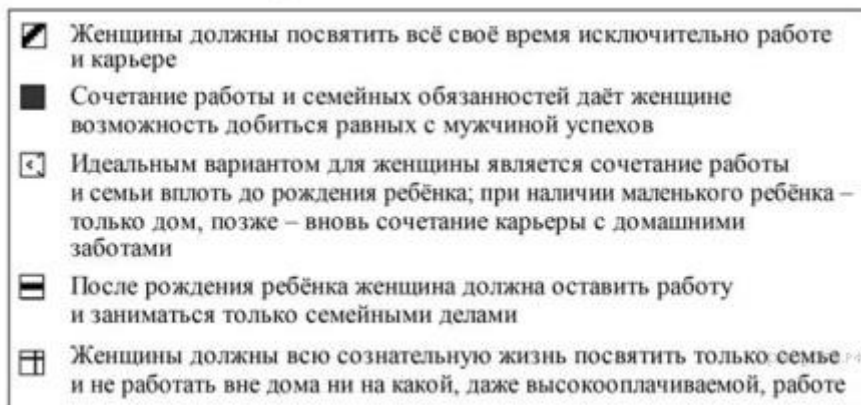 Женщины должны посвятить всё своё время исключительно работе
и карьере
Сочетание работы и семейных обязанностей даёт женщине
возможность добиться равных с мужчиной успехов
Идеальным вариантом для женщины является сочетание работы
и семьи вплоть до рождения ребёнка; при наличии маленького ребёнка –
только дом, позже – вновь сочетание карьеры с домашними
заботами
После рождения ребёнка женщина должна оставить работу
и заниматься только семейными делами
Женщины должны всю сознательную жизнь посвятить только семье
и не работать вне дома ни на какой, даже высокооплачиваемой, работе